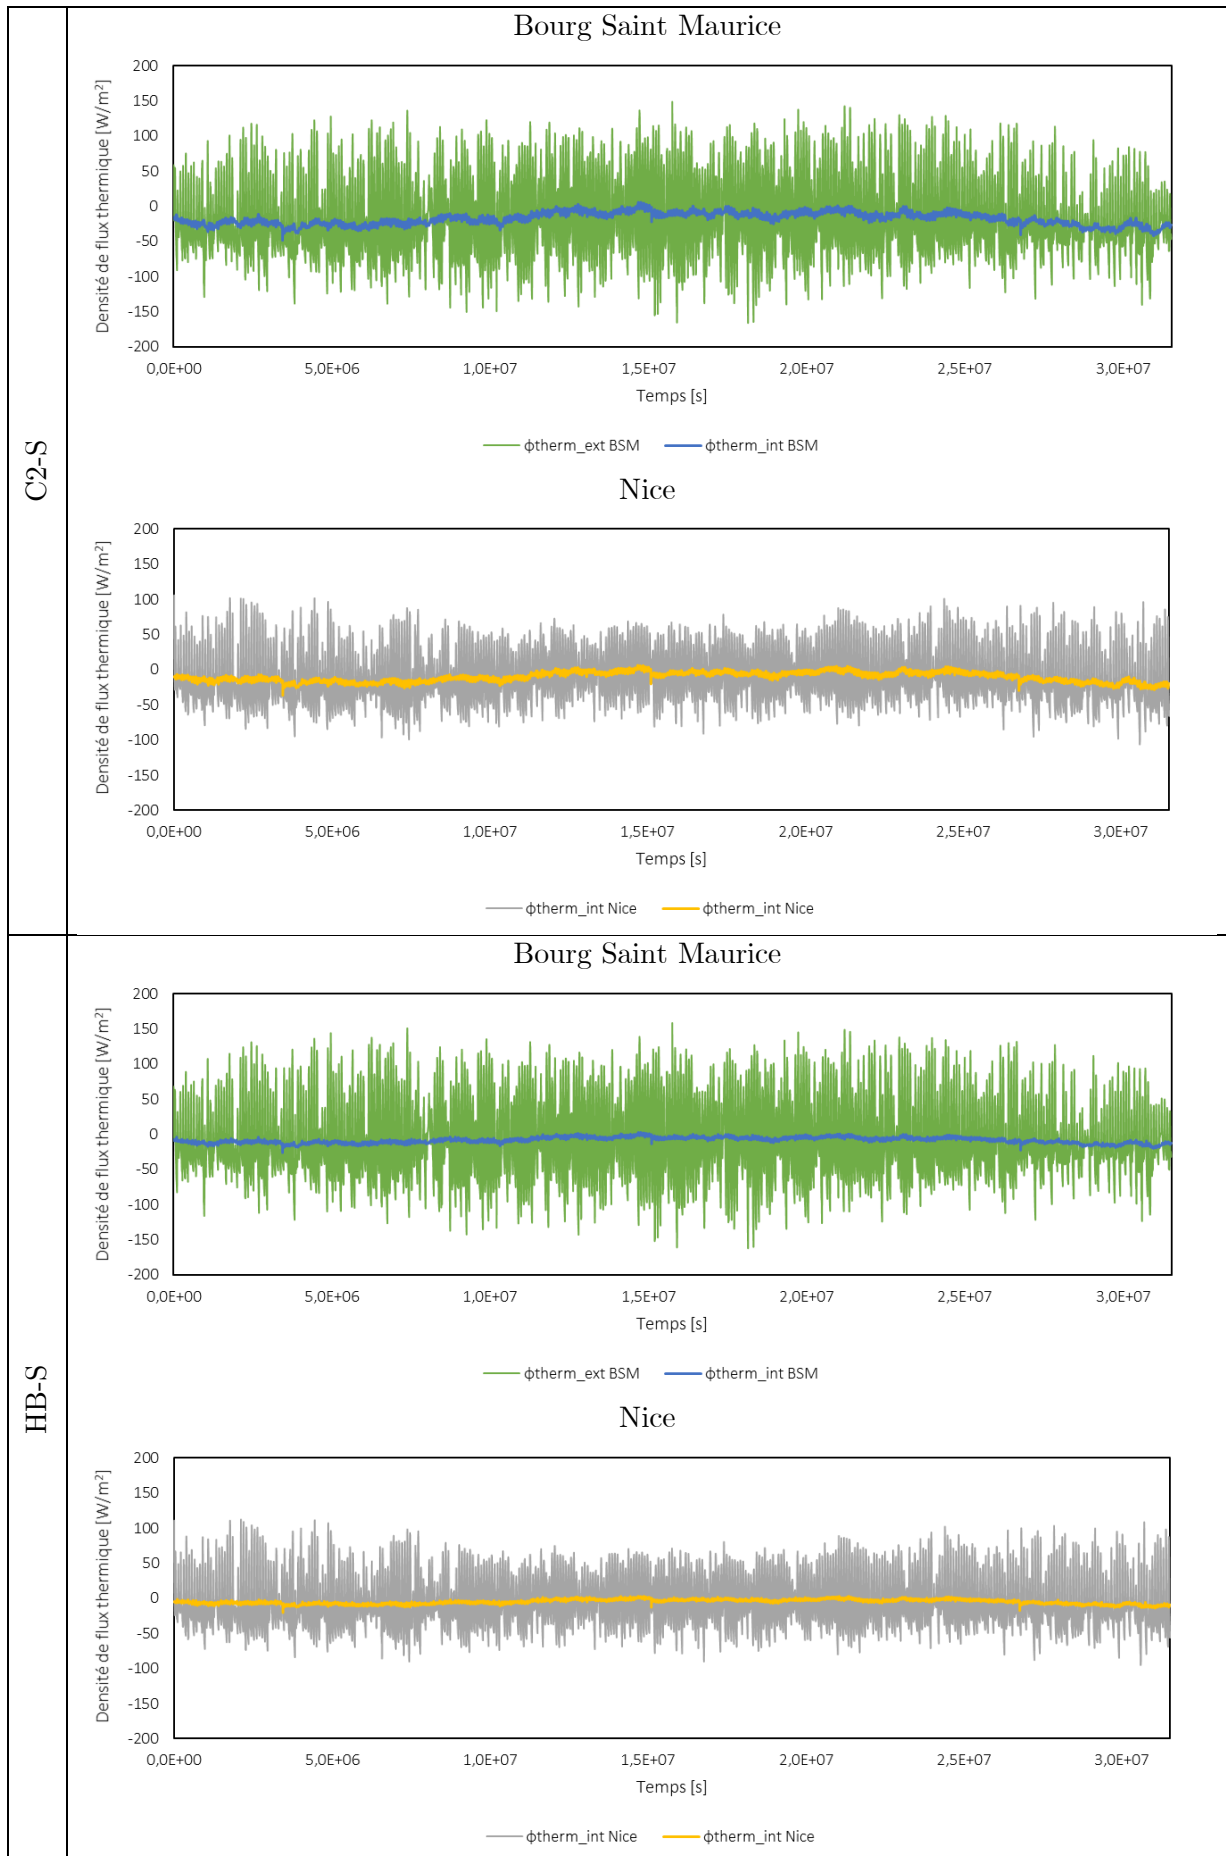 C2-S
Bourg Saint Maurice
Densité de flux thermique [W/m²]
200
150
100
50
0
-50
-100
-150
-200
0,0E+00 5,0E+06 1,0E+07 1,5E+07 2,0E+07 2,5E+07 3,0E+07
Temps [s]
ϕtherm_ext BSM ϕtherm_int BSM
Nice
Densité de flux thermique [W/m²]
200
150
100
50
0
-50
-100
-150
-200
0,0E+00 5,0E+06 1,0E+07 1,5E+07 2,0E+07 2,5E+07 3,0E+07
Temps [s]
ϕtherm_int Nice ϕtherm_int Nice
HB-S
Bourg Saint Maurice
Densité de flux thermique [W/m²]
200
150
100
50
0
-50
-100
-150
-200
0,0E+00 5,0E+06 1,0E+07 1,5E+07 2,0E+07 2,5E+07 3,0E+07
Temps [s]
ϕtherm_ext BSM ϕtherm_int BSM
Nice
Densité de flux thermique [W/m²]
200
150
100
50
0
-50
-100
-150
-200
0,0E+00 5,0E+06 1,0E+07 1,5E+07 2,0E+07 2,5E+07 3,0E+07
Temps [s]
ϕtherm_int Nice ϕtherm_int Nice